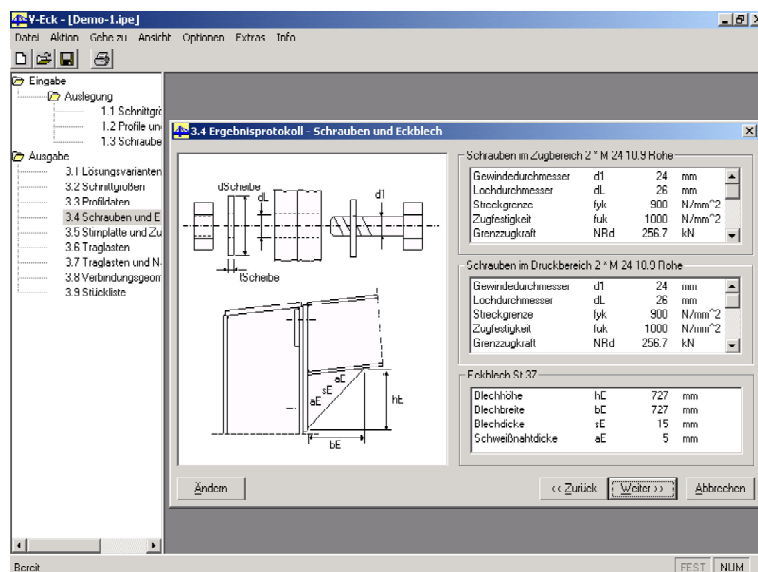 V-Eck - [Demo-1.ipe]
Datei Aktion Gehe zu Ansicht Optionen Extras Info
Eingabe
Auslegung
1.1 Schnittgrö
1.2 Profile un
1.3 Schraube
Ausgabe
3.1 Lösungsvarianten
3.2 Schnittgrößen
3.3 Profildaten
3.4 Schrauben und E
3.5 Stirnplatte und Zu
3.6 Traglasten
3.7 Traglasten und N
3.8 Verbindungsgeom
3.9 Stückliste
3.4 Ergebnisprotokoll - Schrauben und Eckblech
dScheibe
dL
d1
tScheibe
aE
sE
aE
hE
bE
Schrauben im Zugbereich 2 * M 24 10.9 Rohe
Gewindedurchmesser d1 24 mm
Lochdurchmesser dL 26 mm
Streckgrenze fyk 900 N/mm^2
Zugfestigkeit fuk 1000 N/mm^2
Grenzzugkraft NRd 256.7 kN
Schrauben im Druckbereich 2 * M 24 10.9 Rohe
Gewindedurchmesser d1 24 mm
Lochdurchmesser dL 26 mm
Streckgrenze fyk 900 N/mm^2
Zugfestigkeit fuk 1000 N/mm^2
Grenzzugkraft NRd 256.7 kN
Eckblech St 37
Blechhöhe hE 727 mm
Blechbreite bE 727 mm
Blechdicke sE 15 mm
Schweißnahtdicke aE 5 mm
Ändern << Zurück Weiter >> Abbrechen
Bereit FEST NUM